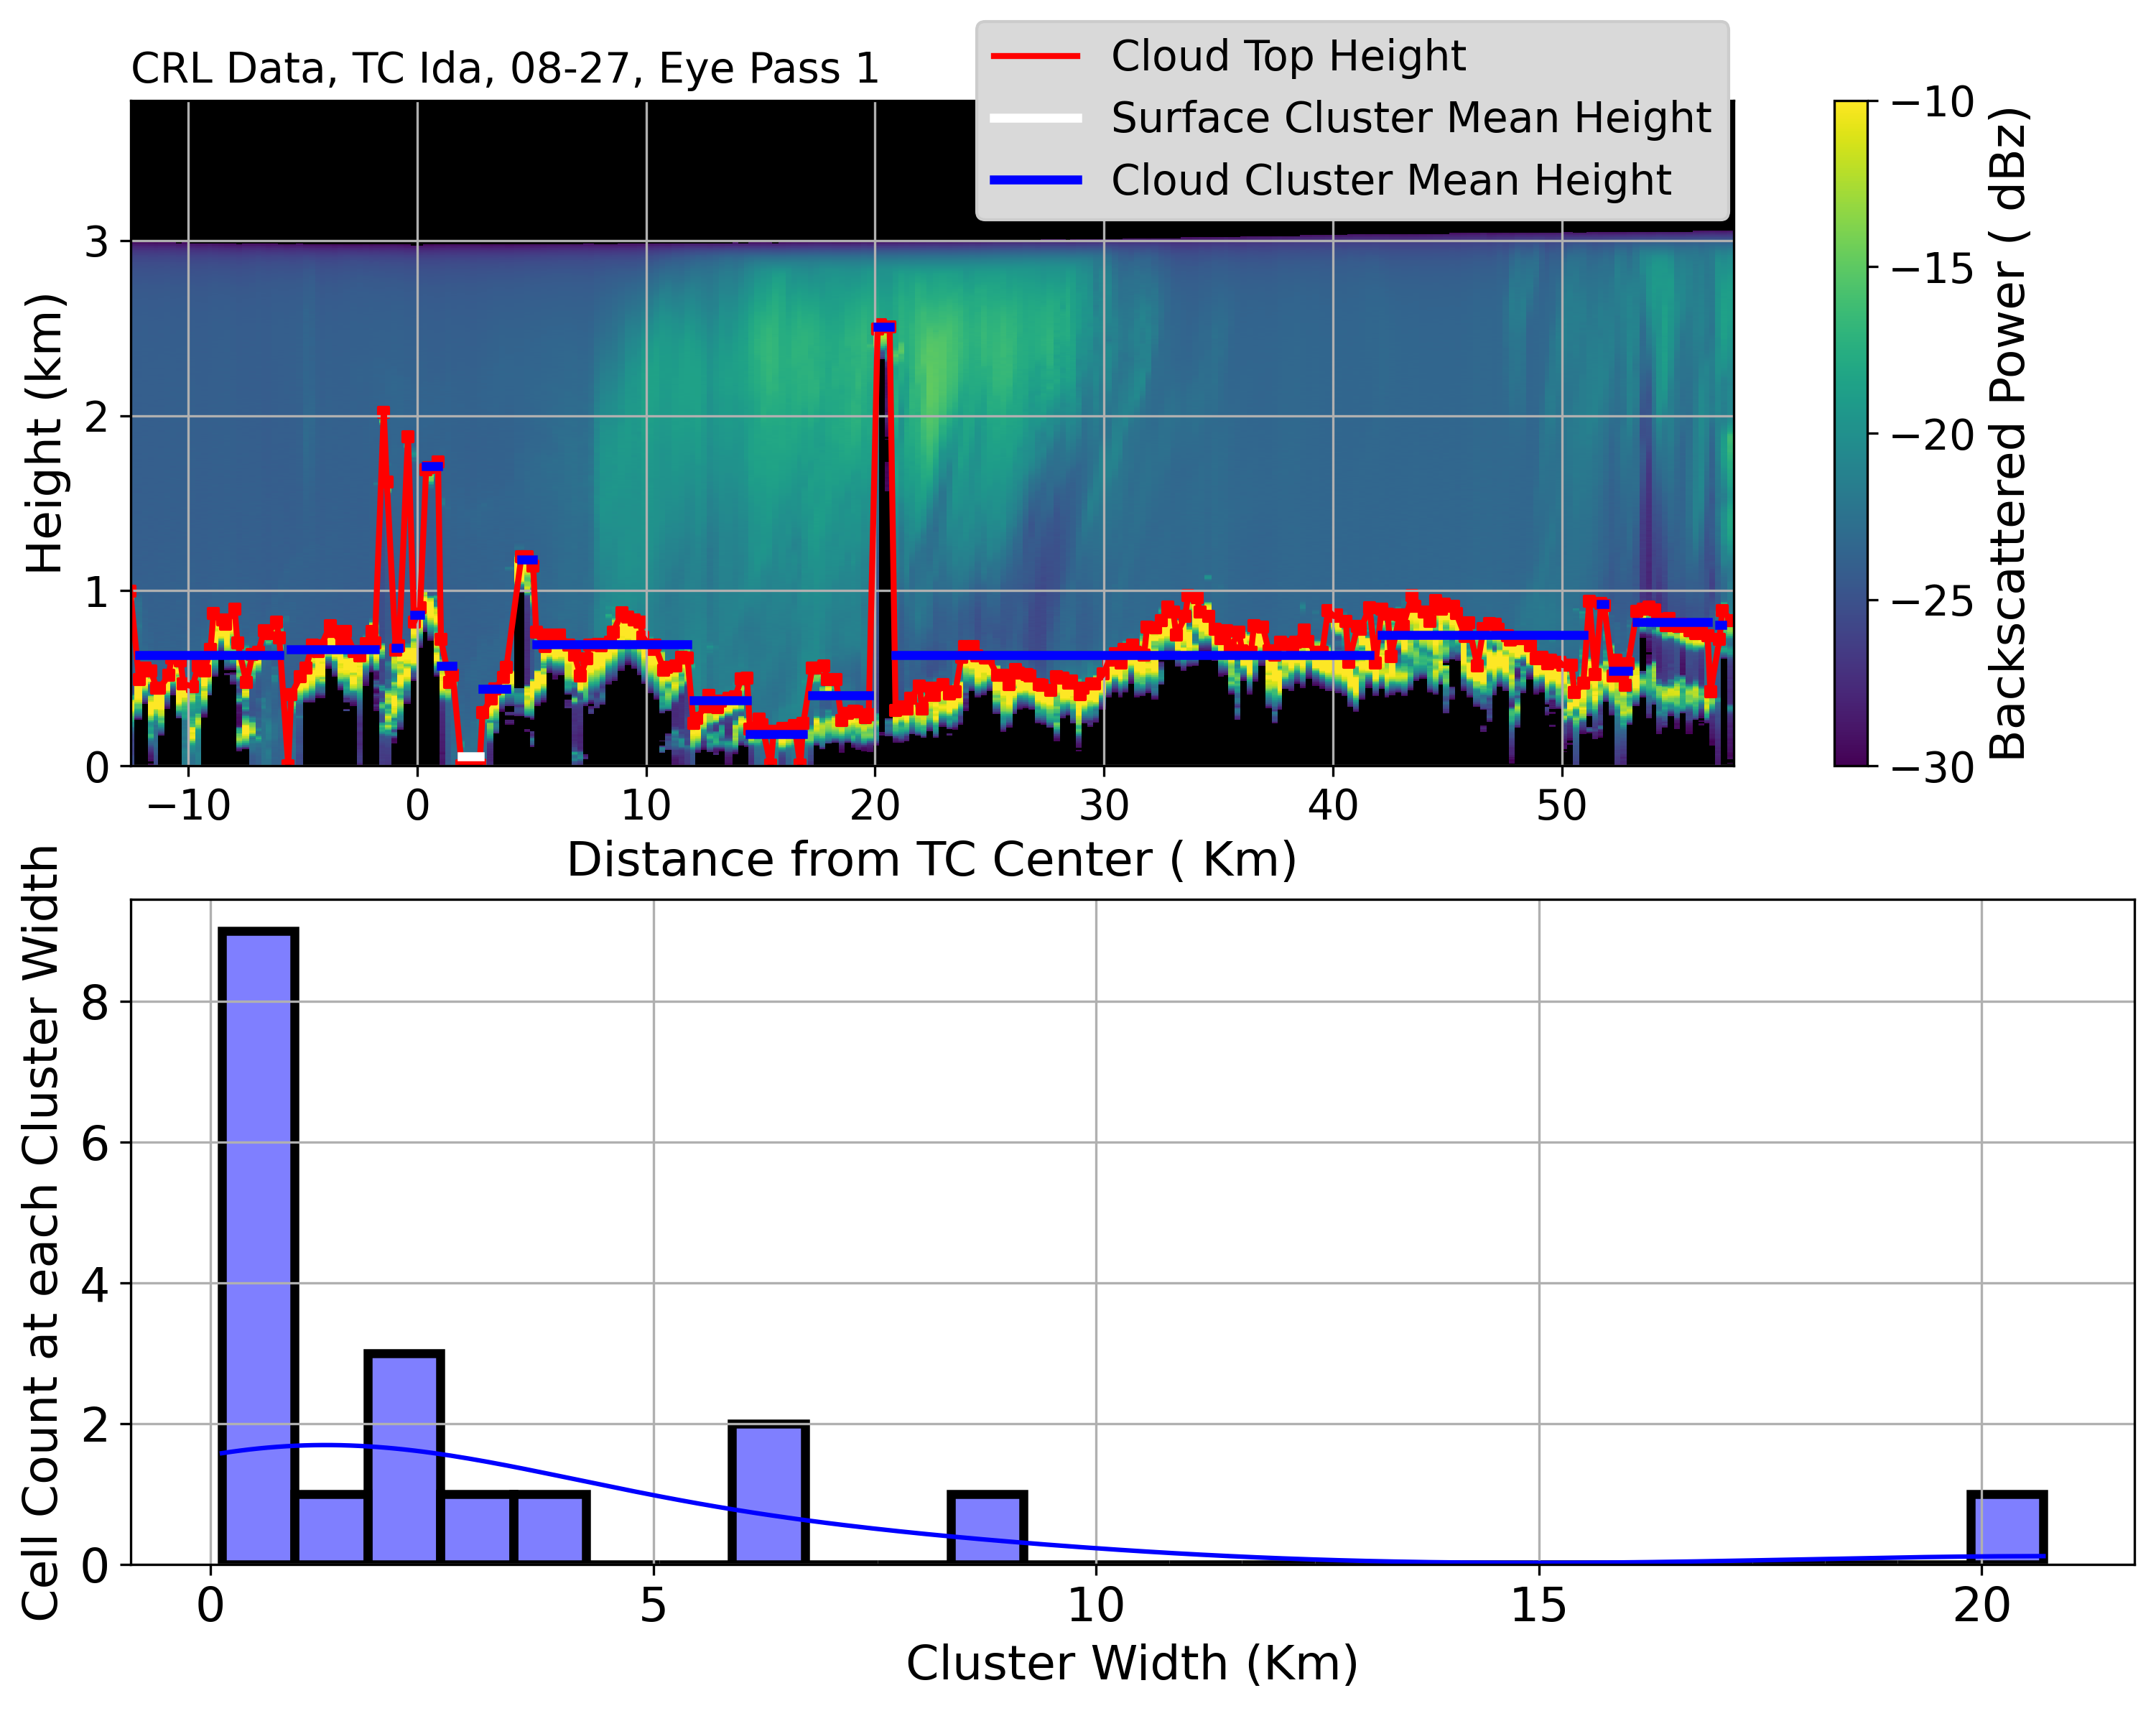 CRL Data, TC Ida, 08-27, Eye Pass 1
Cloud Top Height
Surface Cluster Mean Height
Cloud Cluster Mean Height
Height (km)
3
2
1
0
−10 0 10 20 30 40 50
Distance from TC Center ( Km)
−10
−15
−20
−25
−30
Backscattered Power ( dBz)
Cell Count at each Cluster Width
8
6
4
2
0
0 5 10 15 20
Cluster Width (Km)